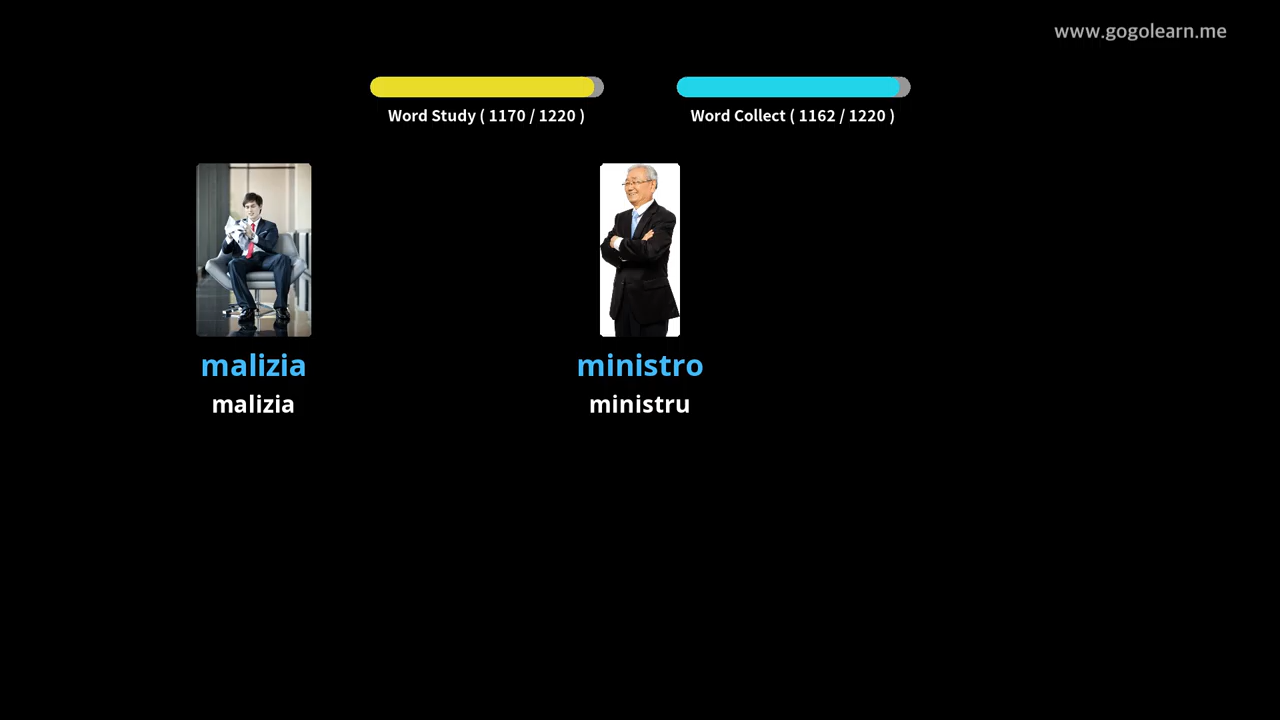 www.gogolearn.me
Word Study ( 1170 / 1220 )
Word Collect ( 1162 / 1220 )
malizia
malizia
ministro
ministru